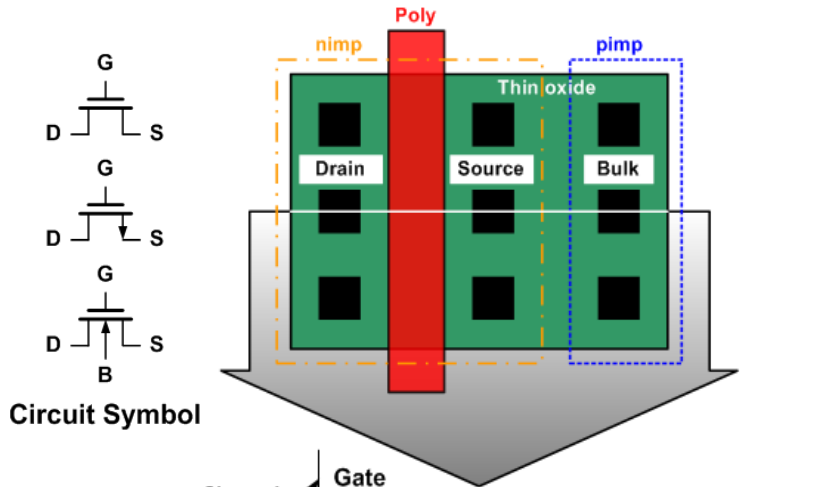 Poly
nimp
pimp
G
Thin oxide
D
S
Drain
Source
Bulk
G
D
S
G
D
S
B
Circuit Symbol
Gate